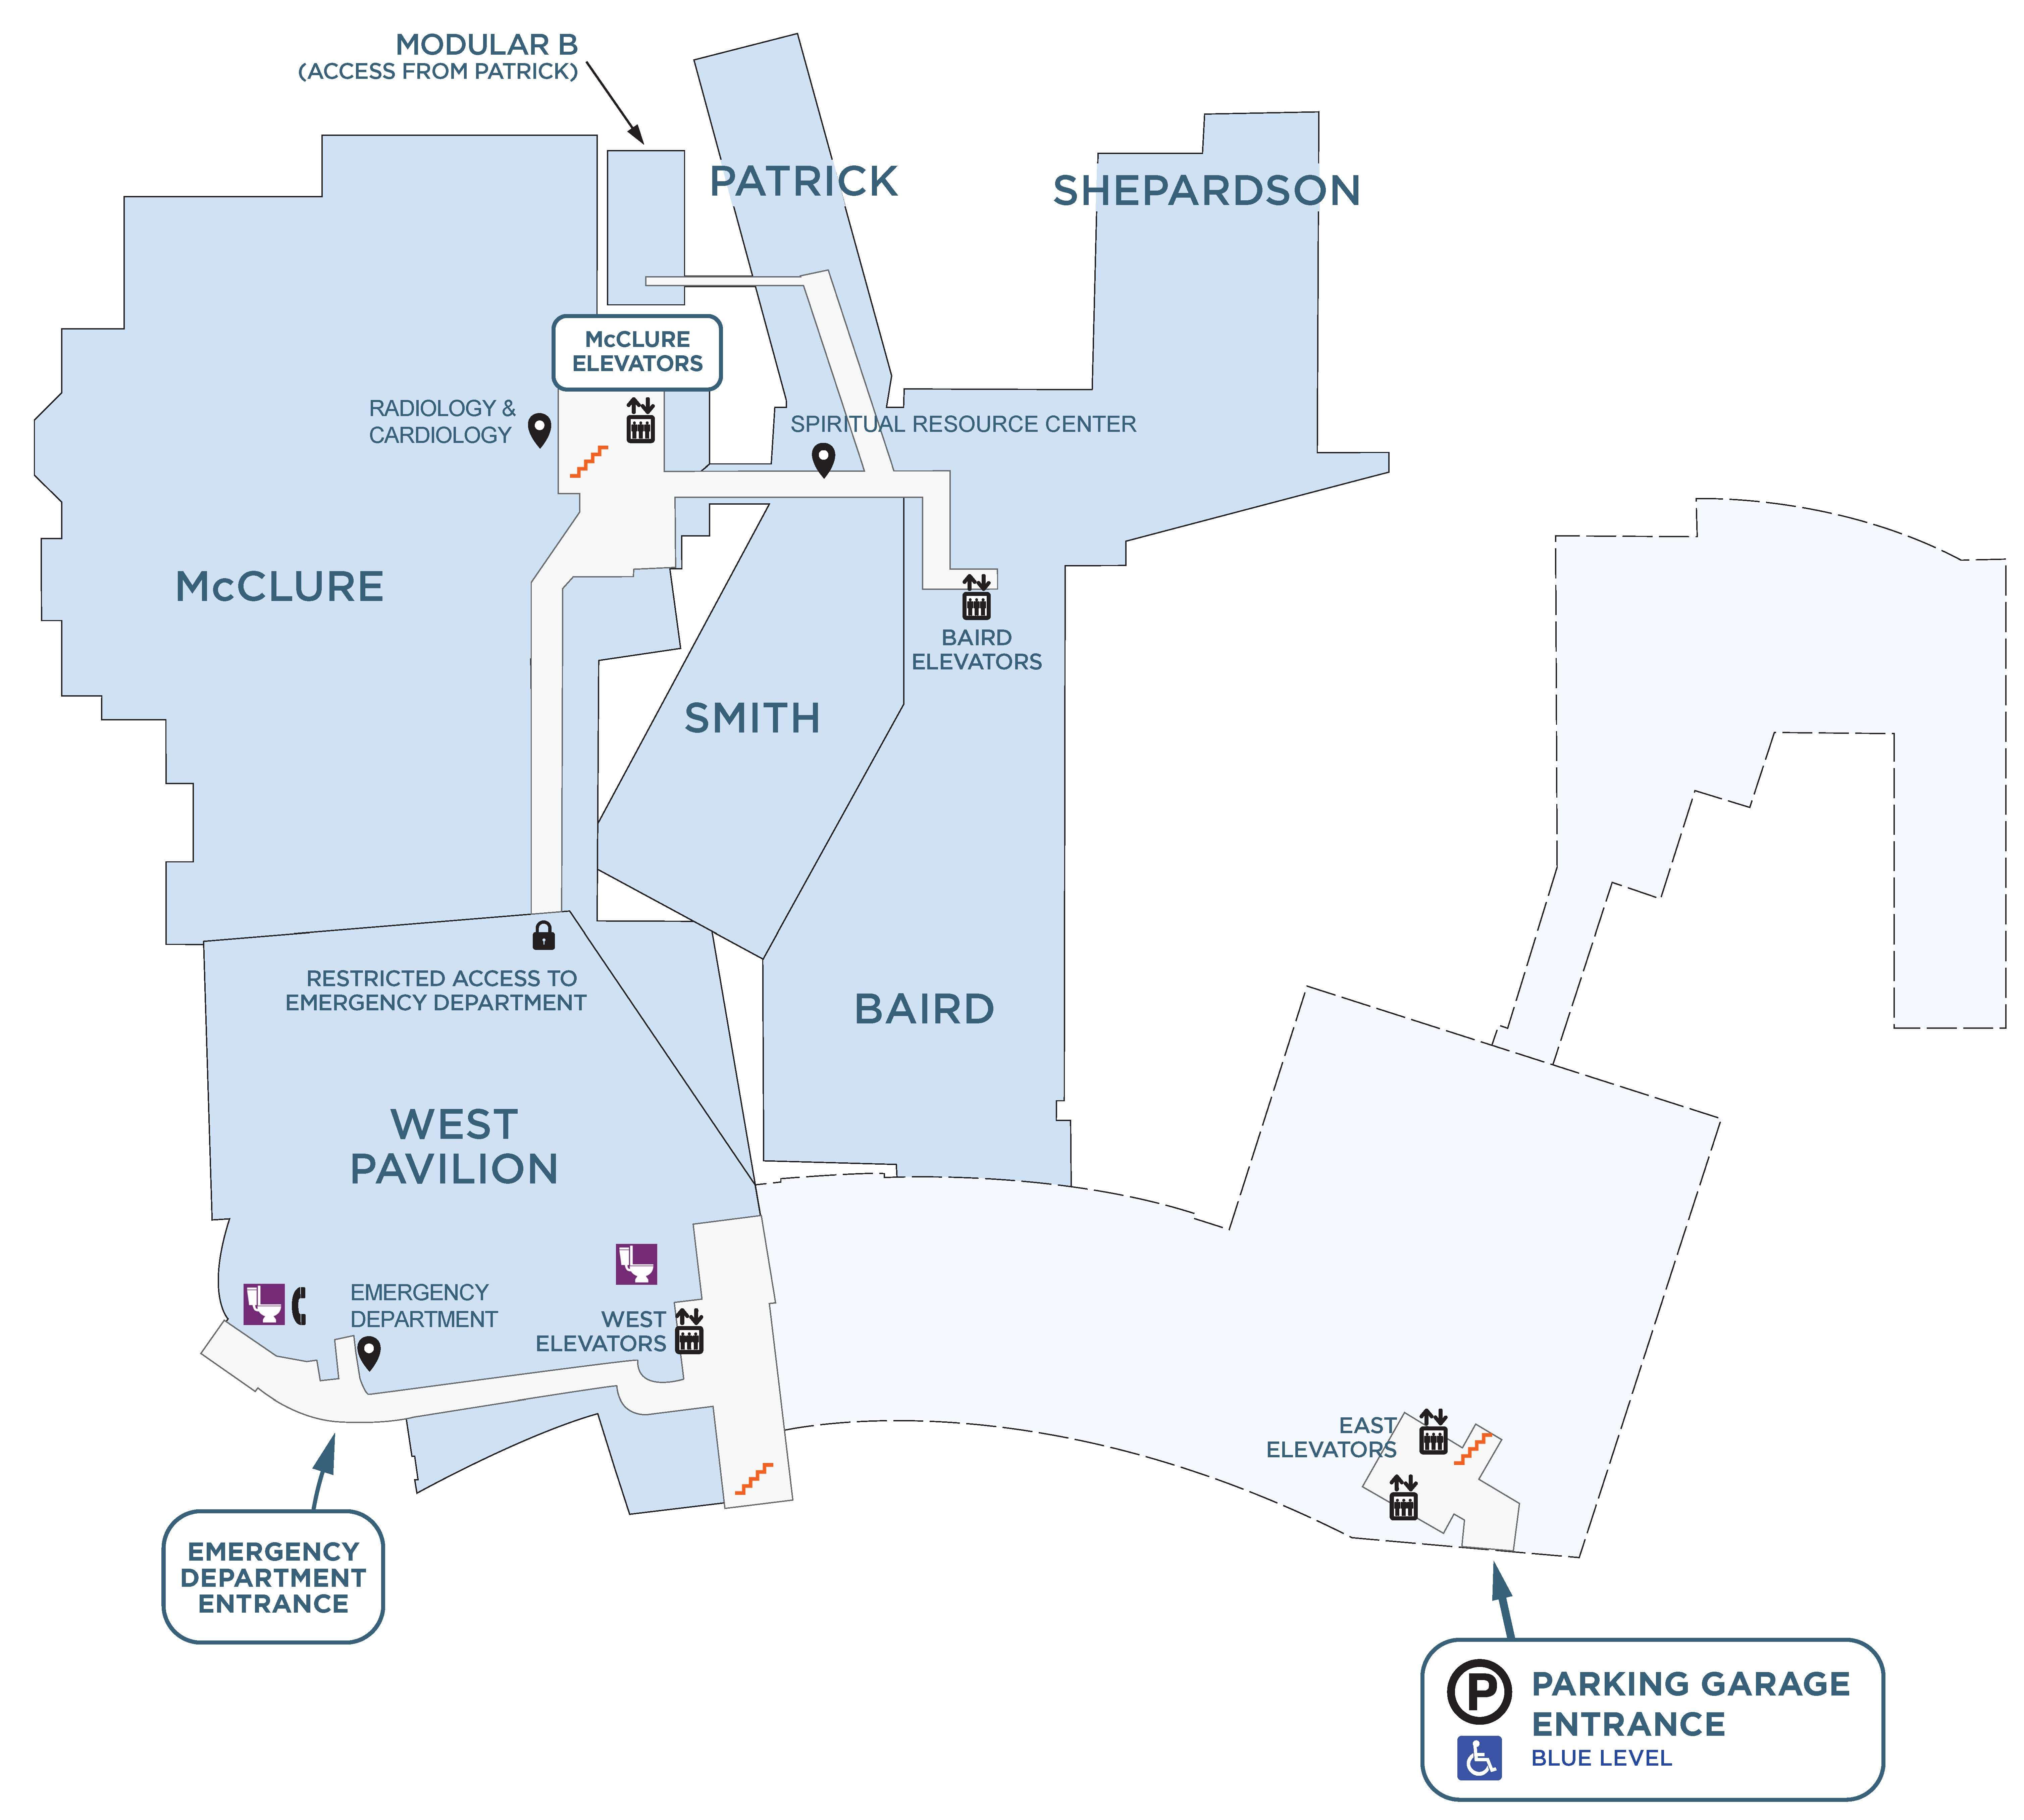 MODULAR B
(ACCESS FROM PATRICK)
PATRICK
SHEPARDSON
McCLURE
ELEVATORS
RADIOLOGY &
CARDIOLOGY
SPIRITUAL RESOURCE CENTER
McCLURE
BAIRD
ELEVATORS
SMITH
RESTRICTED ACCESS TO
EMERGENCY DEPARTMENT
BAIRD
WEST
PAVILION
EMERGENCY
DEPARTMENT
WEST
ELEVATORS
EAST
ELEVATORS
EMERGENCY
DEPARTMENT
ENTRANCE
P
PARKING GARAGE
ENTRANCE
BLUE LEVEL